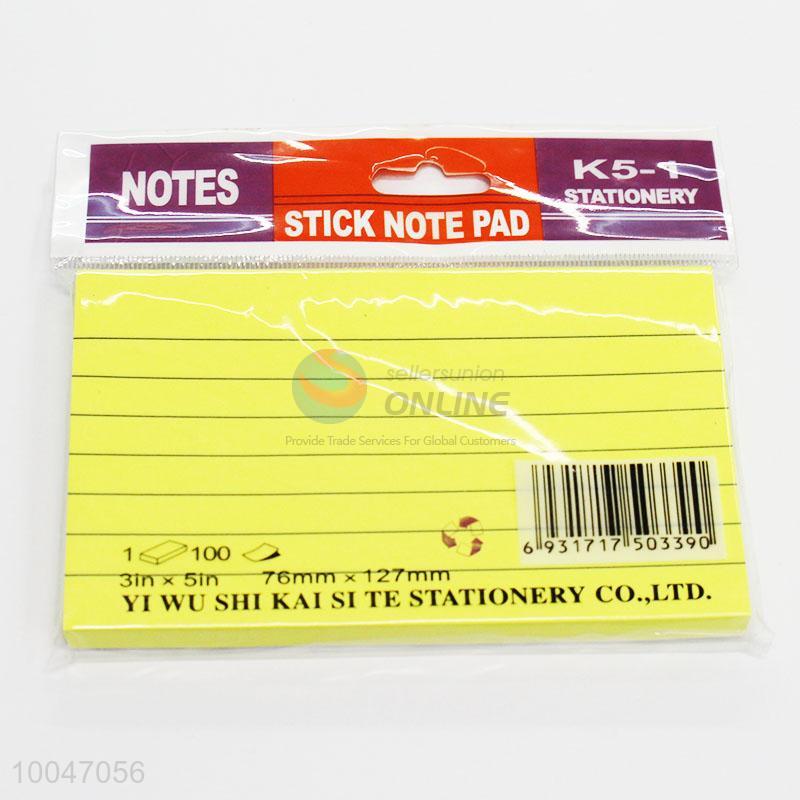 NOTES
STICK NOTE PAD
K5-1
STATIONERY
sellersunion
ONLINE
Provide Trade Services For Global Customers
6 931717 503390
1 100
3in × 5in 76mm × 127mm
YI WU SHI KAI SI TE STATIONERY CO.,LTD.
10047056